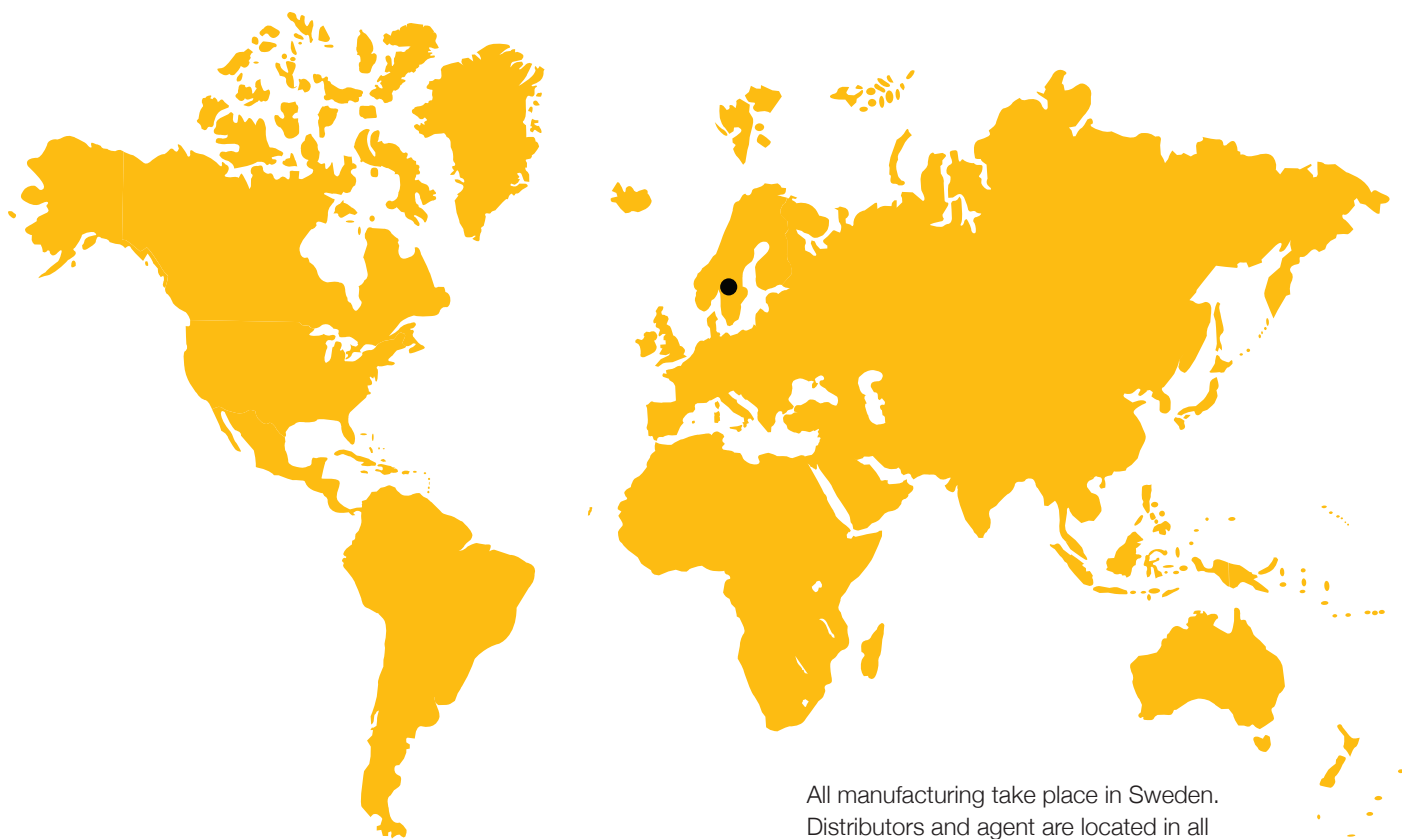 All manufacturing take place in Sweden.
Distributors and agent are located in all